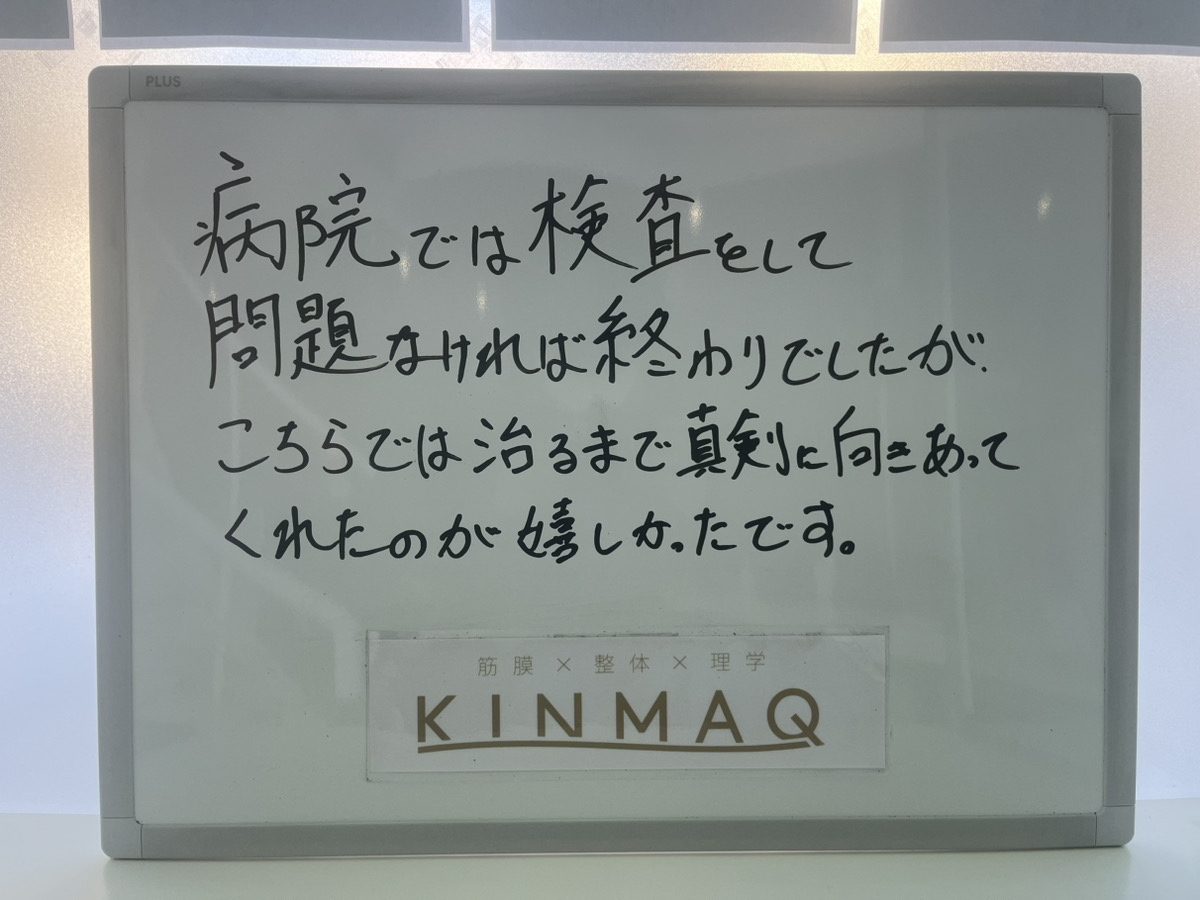 PLUS
病院では検査をして
問題なければ終わりでしたが、
こちらでは治るまで真剣に向きあって
くれたのが嬉しかったです。
筋膜×整体×理学
KINMAQ